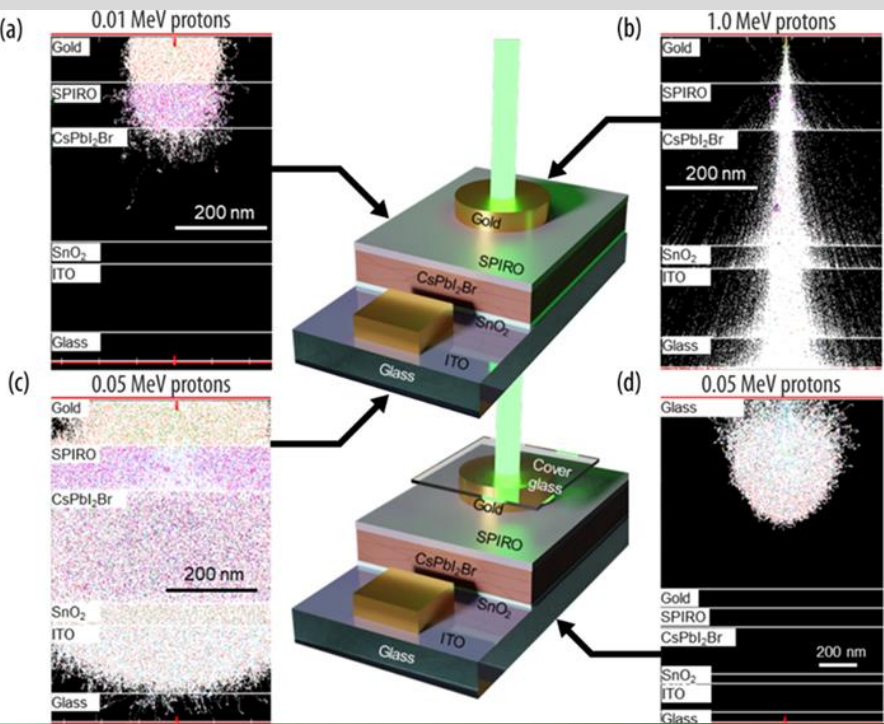 (a)
0.01 MeV protons
Gold
SPIRO
CsPbI₂Br
200 nm
SnO₂
ITO
Glass
(b)
1.0 MeV protons
Gold
SPIRO
CsPbI₂Br
200 nm
SnO₂
ITO
Glass
Gold
SPIRO
CsPbI₂Br
SnO₂
ITO
Glass
(c)
0.05 MeV protons
Gold
SPIRO
CsPbI₂Br
200 nm
SnO₂
ITO
Glass
Cover
glass
Gold
SPIRO
CsPbI₂Br
SnO₂
ITO
Glass
(d)
0.05 MeV protons
Glass
Gold
SPIRO
CsPbI₂Br
200 nm
SnO₂
ITO
Glass